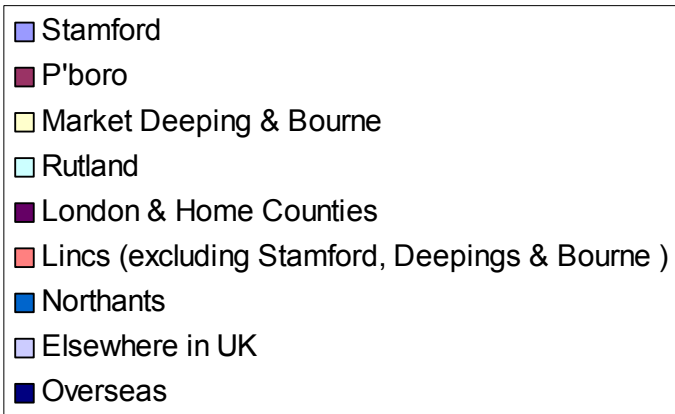 Stamford
P'boro
Market Deeping & Bourne
Rutland
London & Home Counties
Lincs (excluding Stamford, Deepings & Bourne )
Northants
Elsewhere in UK
Overseas